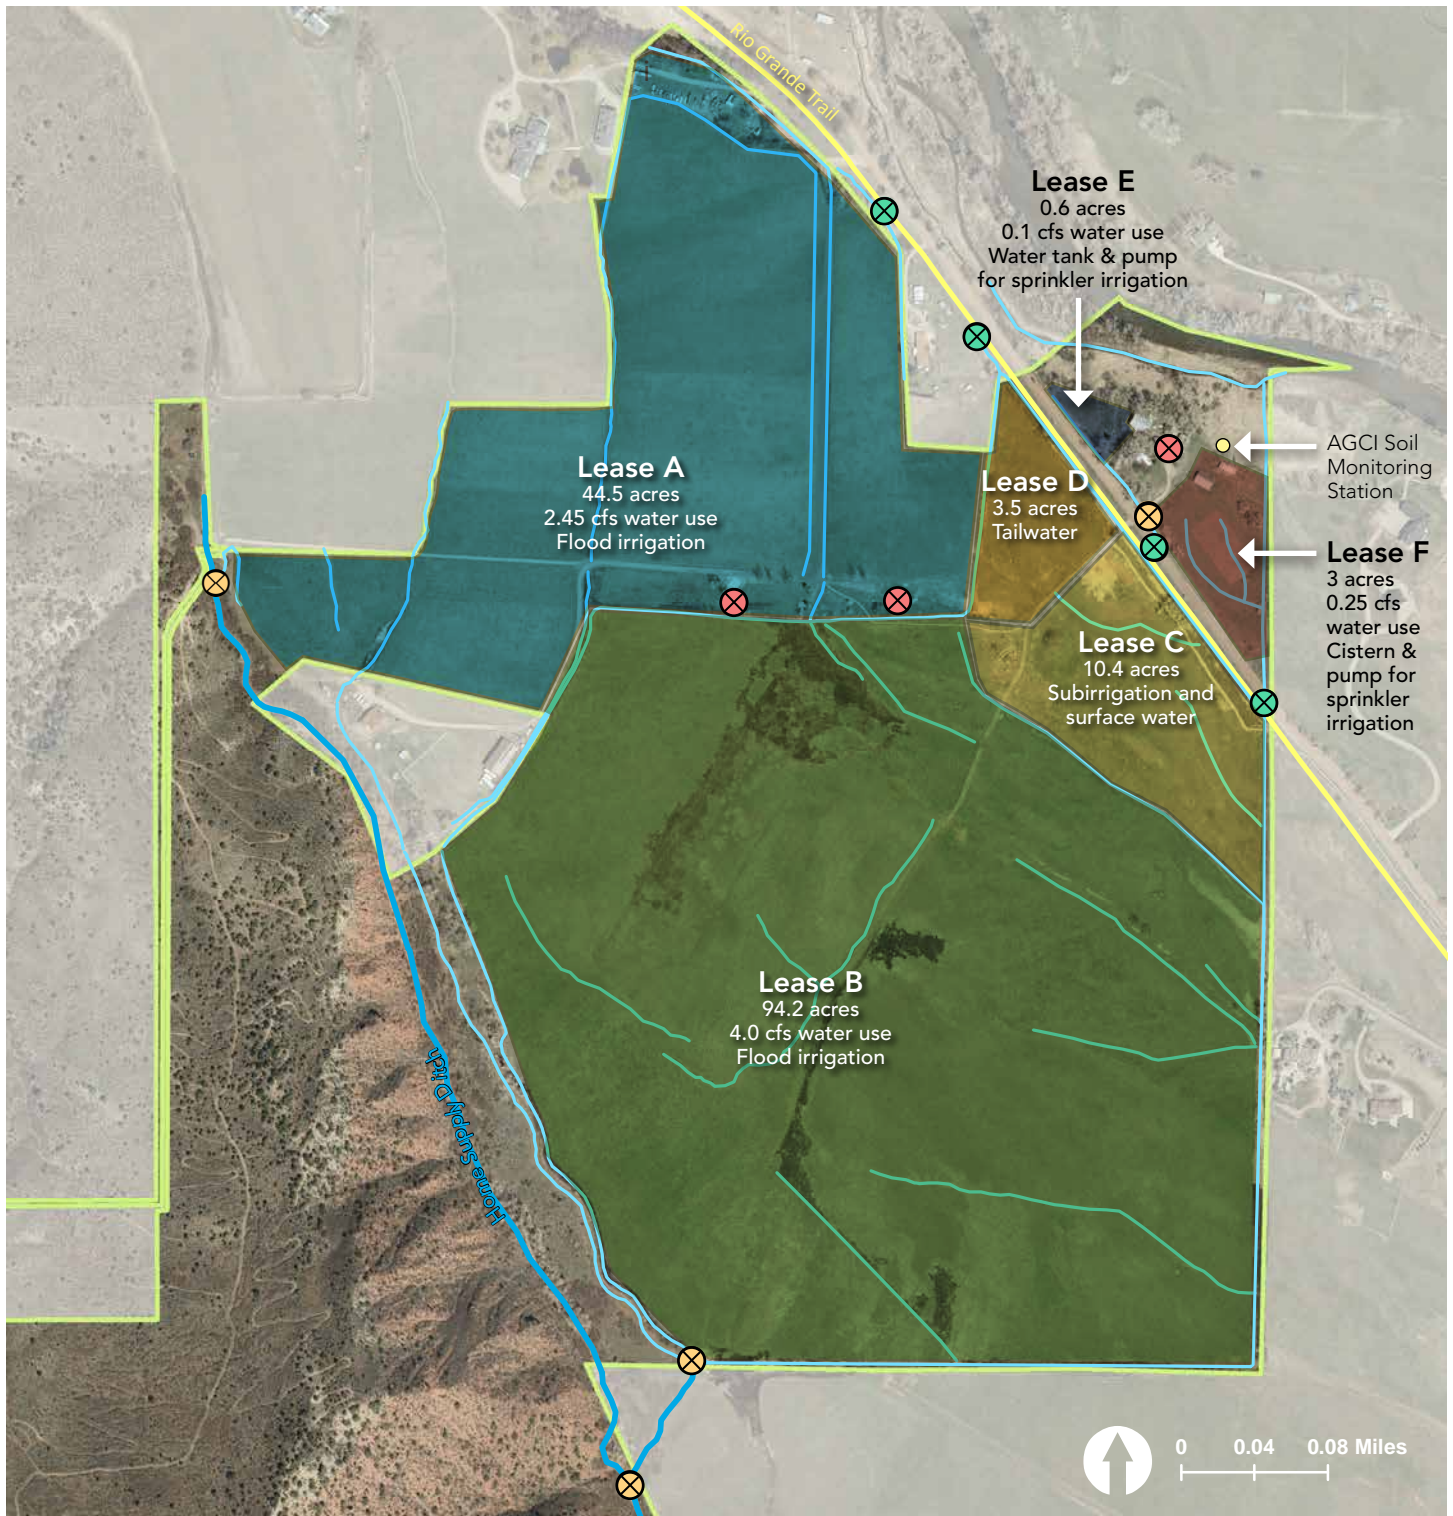 Rio Grande Trail
Lease E
0.6 acres
0.1 cfs water use
Water tank & pump
for sprinkler irrigation
AGCI Soil
Monitoring
Station
Lease A
44.5 acres
2.45 cfs water use
Flood irrigation
Lease D
3.5 acres
Tailwater
Lease F
3 acres
0.25 cfs
water use
Cistern &
pump for
sprinkler
irrigation
Lease C
10.4 acres
Subirrigation and
surface water
Lease B
94.2 acres
4.0 cfs water use
Flood irrigation
Home Supply Ditch
0 0.04 0.08 Miles